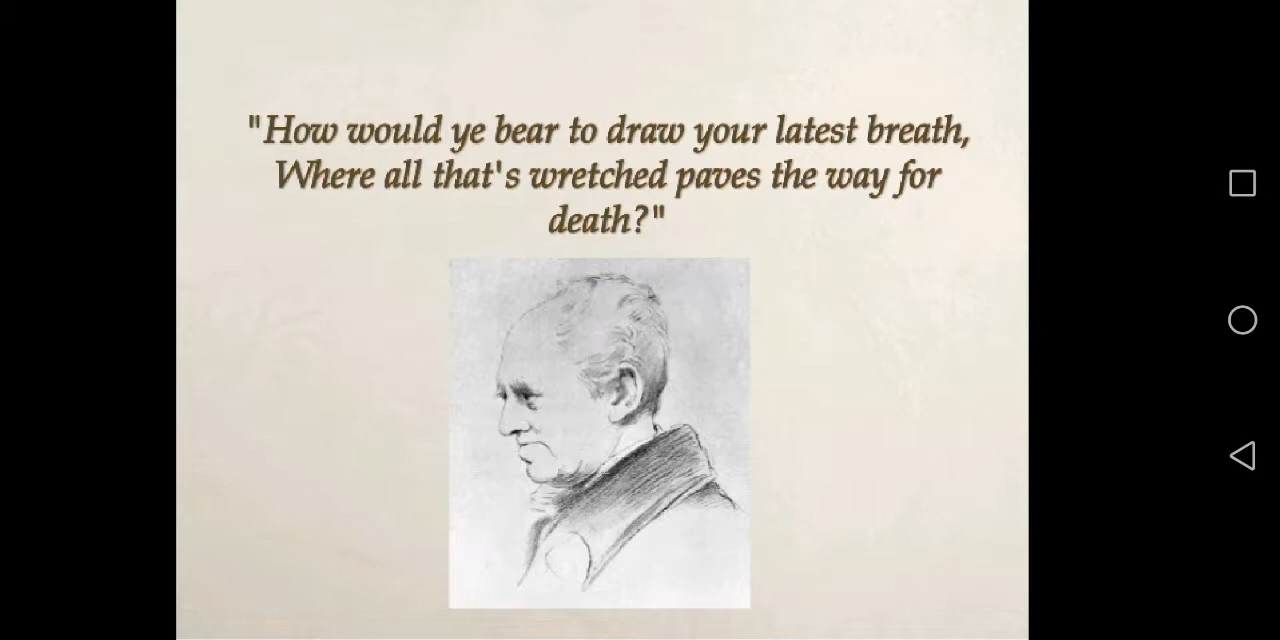 "How would ye bear to draw your latest breath,
Where all that's wretched paves the way for
death?"